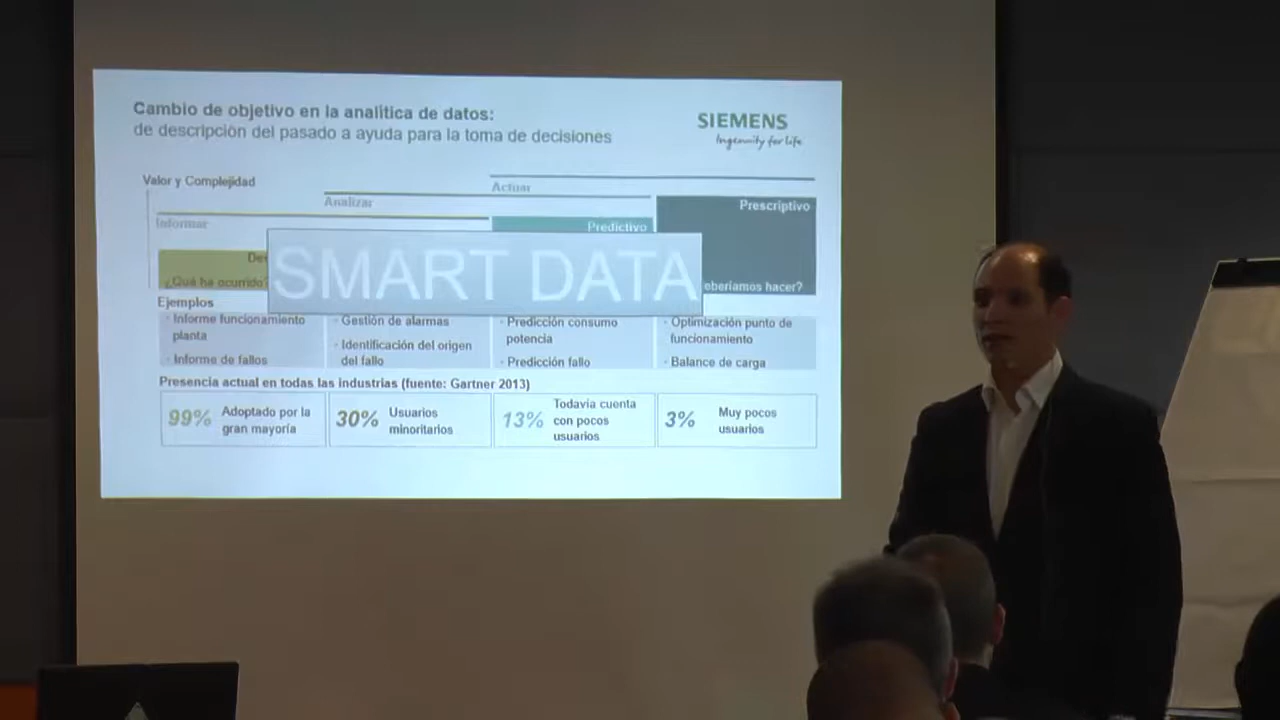 Cambio de objetivo en la analítica de datos:
de descripción del pasado a ayuda para la toma de decisiones
SIEMENS
Ingenuity for life
Valor y Complejidad
Actuar
Analizar
Informar
Prescriptivo
Predictivo
SMART DATA
¿Qué ha ocurrido?
oberíamos hacer?
Ejemplos
- Informe funcionamiento
planta
- Informe de fallos
- Gestión de alarmas
- Identificación del origen
del fallo
- Predicción consumo
potencia
- Predicción fallo
- Optimización punto de
funcionamiento
- Balance de carga
Presencia actual en todas las industrias (fuente: Gartner 2013)
99% Adoptado por la
gran mayoría
30% Usuarios
minoritarios
13% Todavía cuenta
con pocos
usuarios
3% Muy pocos
usuarios